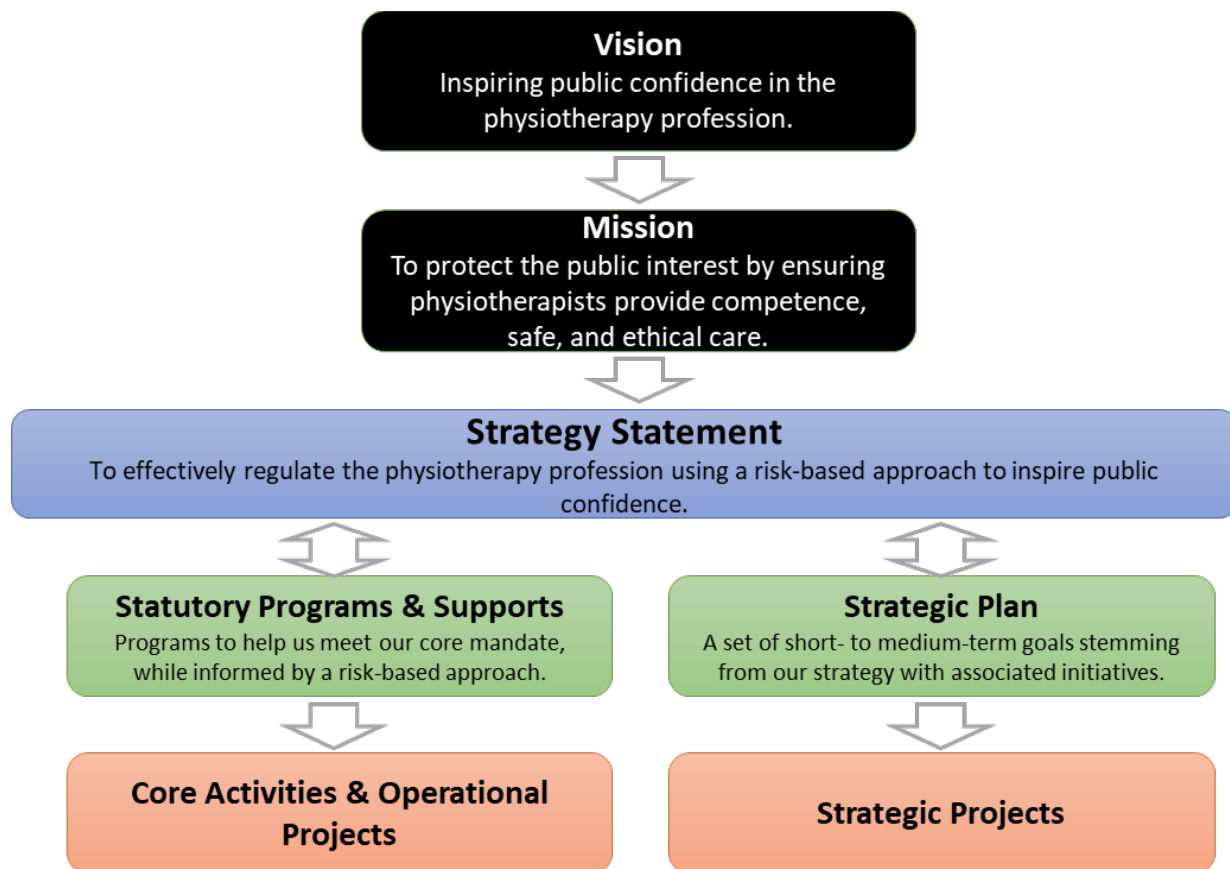 Vision
Inspiring public confidence in the
physiotherapy profession.
Mission
To protect the public interest by ensuring
physiotherapists provide competence,
safe, and ethical care.
Strategy Statement
To effectively regulate the physiotherapy profession using a risk-based approach to inspire public
confidence.
Statutory Programs & Supports
Programs to help us meet our core mandate,
while informed by a risk-based approach.
Strategic Plan
A set of short- to medium-term goals stemming
from our strategy with associated initiatives.
Core Activities & Operational
Projects
Strategic Projects